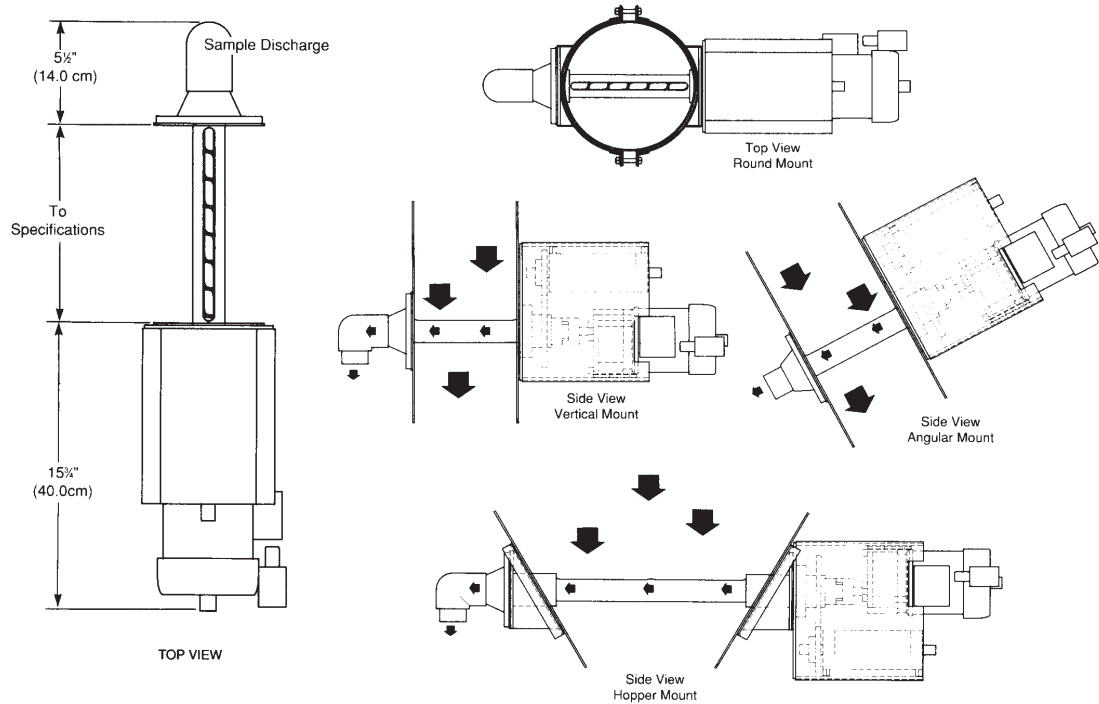 Sample Discharge
5½"
(14.0 cm)
To
Specifications
15¾"
(40.0cm)
TOP VIEW
Top View
Round Mount
Side View
Vertical Mount
Side View
Angular Mount
Side View
Hopper Mount